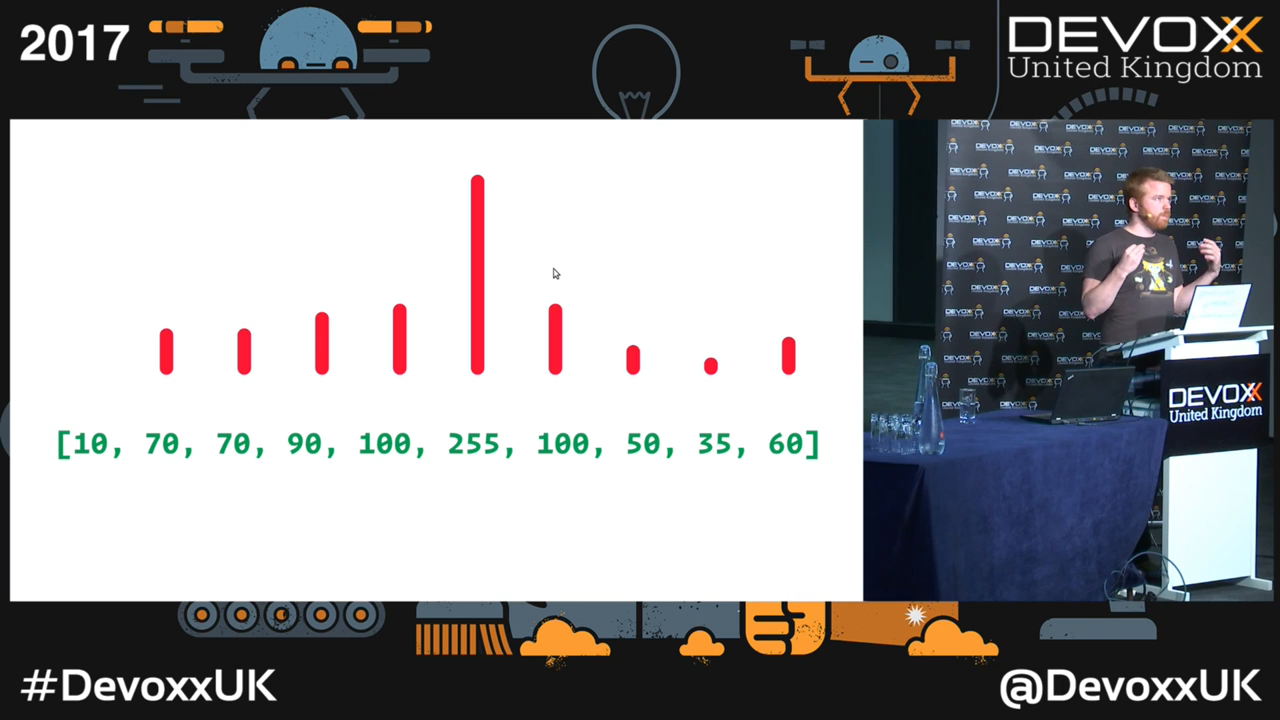 2017
DEVOXX
United Kingdom
[10, 70, 70, 90, 100, 255, 100, 50, 35, 60]
DEVOXX
United Kingdom
#DevoxxUK
@DevoxxUK